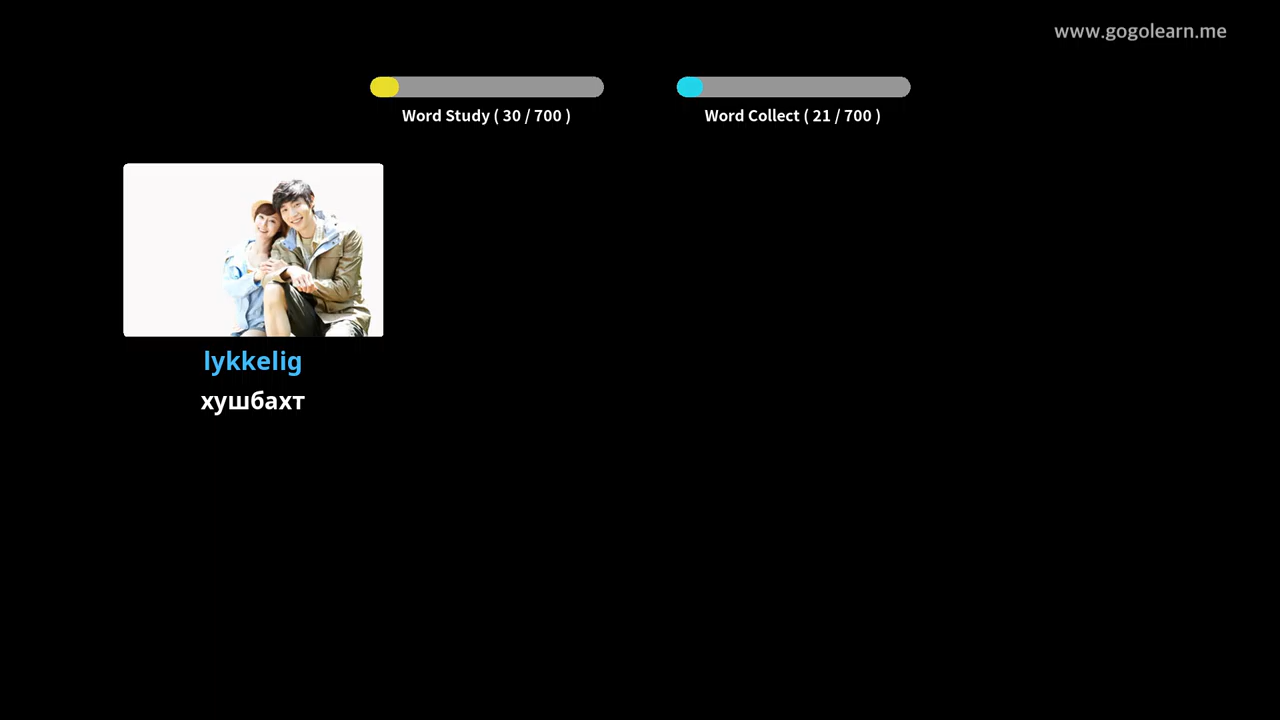 www.gogolearn.me
Word Study ( 30 / 700 )
Word Collect ( 21 / 700 )
lykkelig
хушбахт